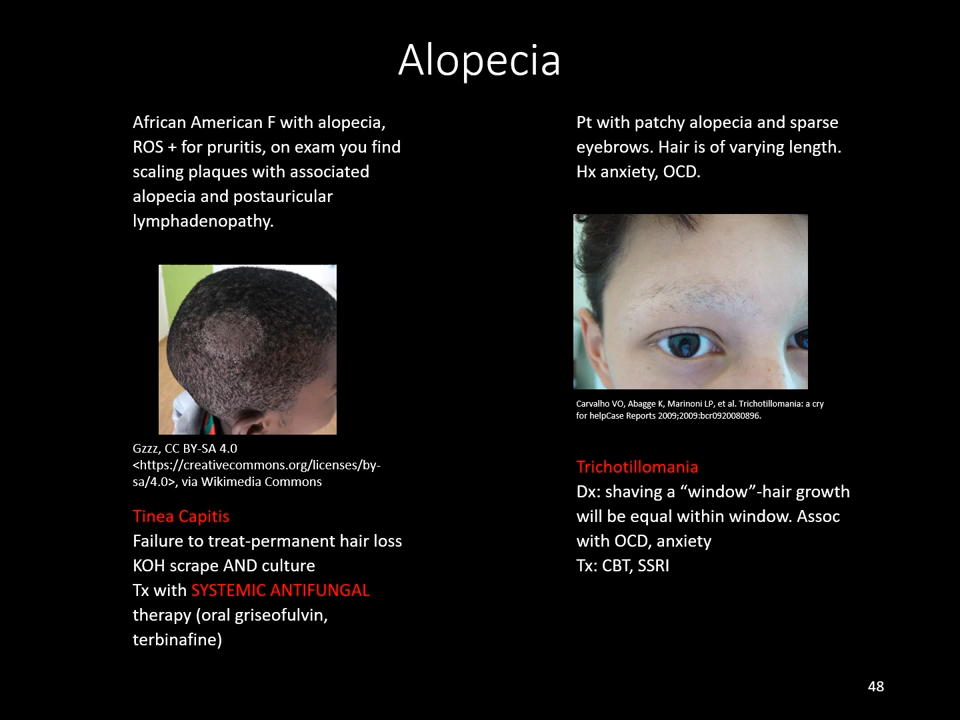 Alopecia
African American F with alopecia,
ROS + for pruritis, on exam you find
scaling plaques with associated
alopecia and postauricular
lymphadenopathy.
Gzzz, CC BY-SA 4.0
<https://creativecommons.org/licenses/by-
sa/4.0>, via Wikimedia Commons
Tinea Capitis
Failure to treat-permanent hair loss
KOH scrape AND culture
Tx with SYSTEMIC ANTIFUNGAL
therapy (oral griseofulvin,
terbinafine)
Pt with patchy alopecia and sparse
eyebrows. Hair is of varying length.
Hx anxiety, OCD.
Carvalho VO, Abagge K, Marinoni LP, et al. Trichotillomania: a cry
for helpCase Reports 2009;2009:bcr0920080896.
Trichotillomania
Dx: shaving a “window”-hair growth
will be equal within window. Assoc
with OCD, anxiety
Tx: CBT, SSRI
48